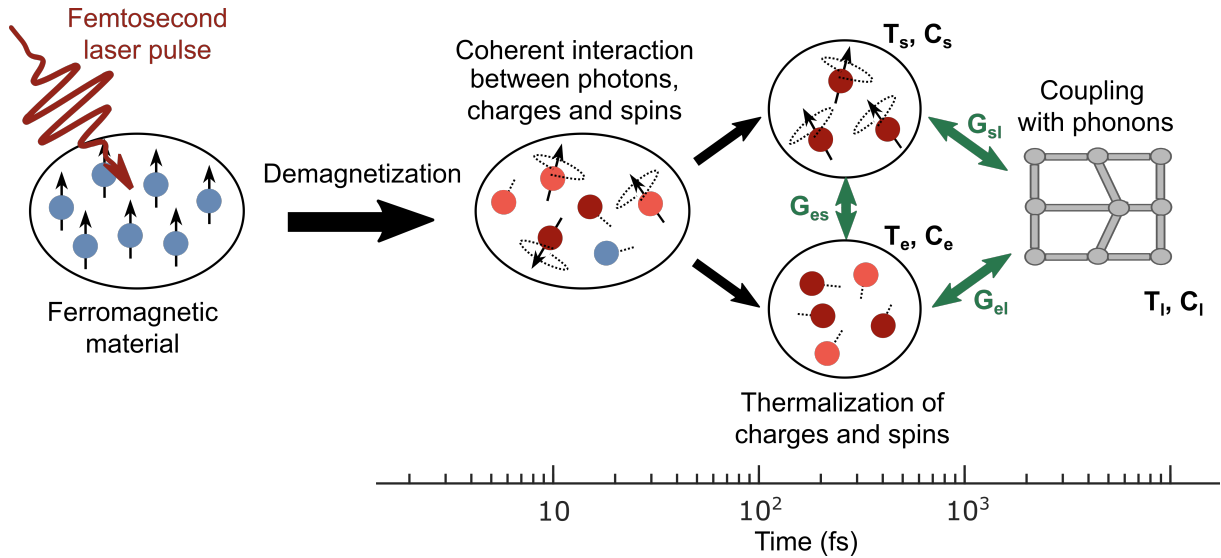 Femtosecond
laser pulse
Ferromagnetic
material
Demagnetization
Coherent interaction
between photons,
charges and spins
Tₛ, Cₛ
Gₑₛ
Tₑ, Cₑ
Thermalization of
charges and spins
Gₛₗ
Gₑₗ
Coupling
with phonons
Tₗ, Cₗ
10
10²
10³
Time (fs)